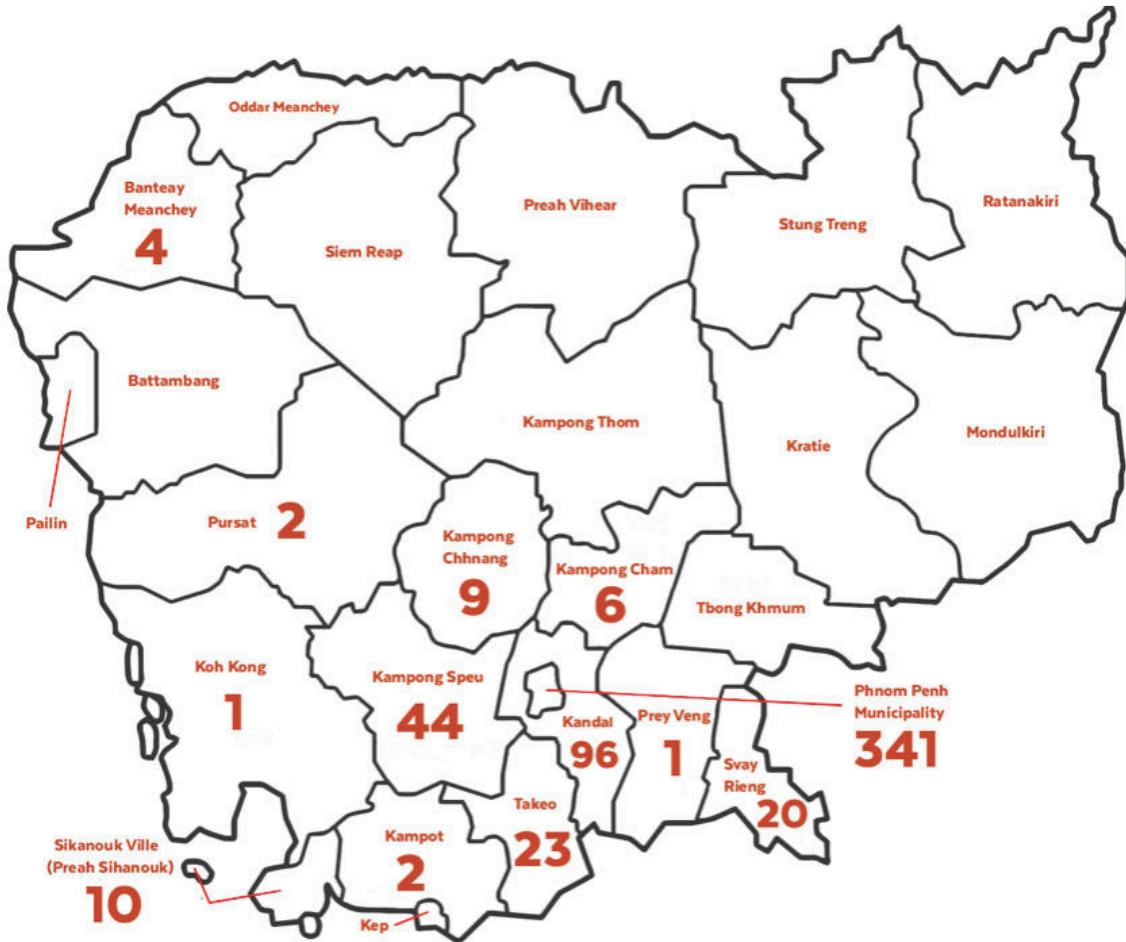 Oddar Meanchey
Banteay
Meanchey
4
Siem Reap
Preah Vihear
Stung Treng
Ratanakiri
Battambang
Kampong Thom
Kratie
Mondulkiri
Pailin
Pursat
2
Kampong
Chhnang
9
Kampong Cham
6
Tbong Khmum
Koh Kong
1
Kampong Speu
44
Kandal
96
Prey Veng
1
Phnom Penh
Municipality
341
Svay
Rieng
20
Takeo
23
Kampot
2
Sikanouk Ville
(Preah Sihanouk)
10
Kep